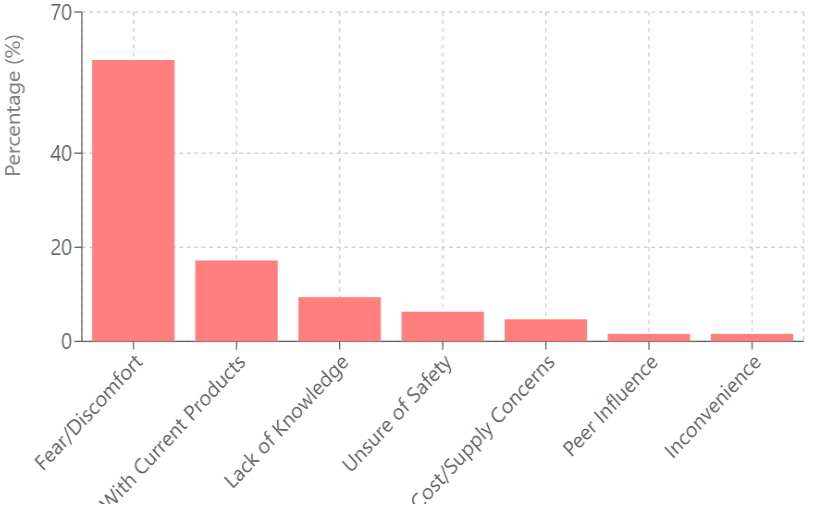 70
40
20
0
Percentage (%)
Fear/Discomfort
With Current Products
Lack of Knowledge
Unsure of Safety
Cost/Supply Concerns
Peer Influence
Inconvenience